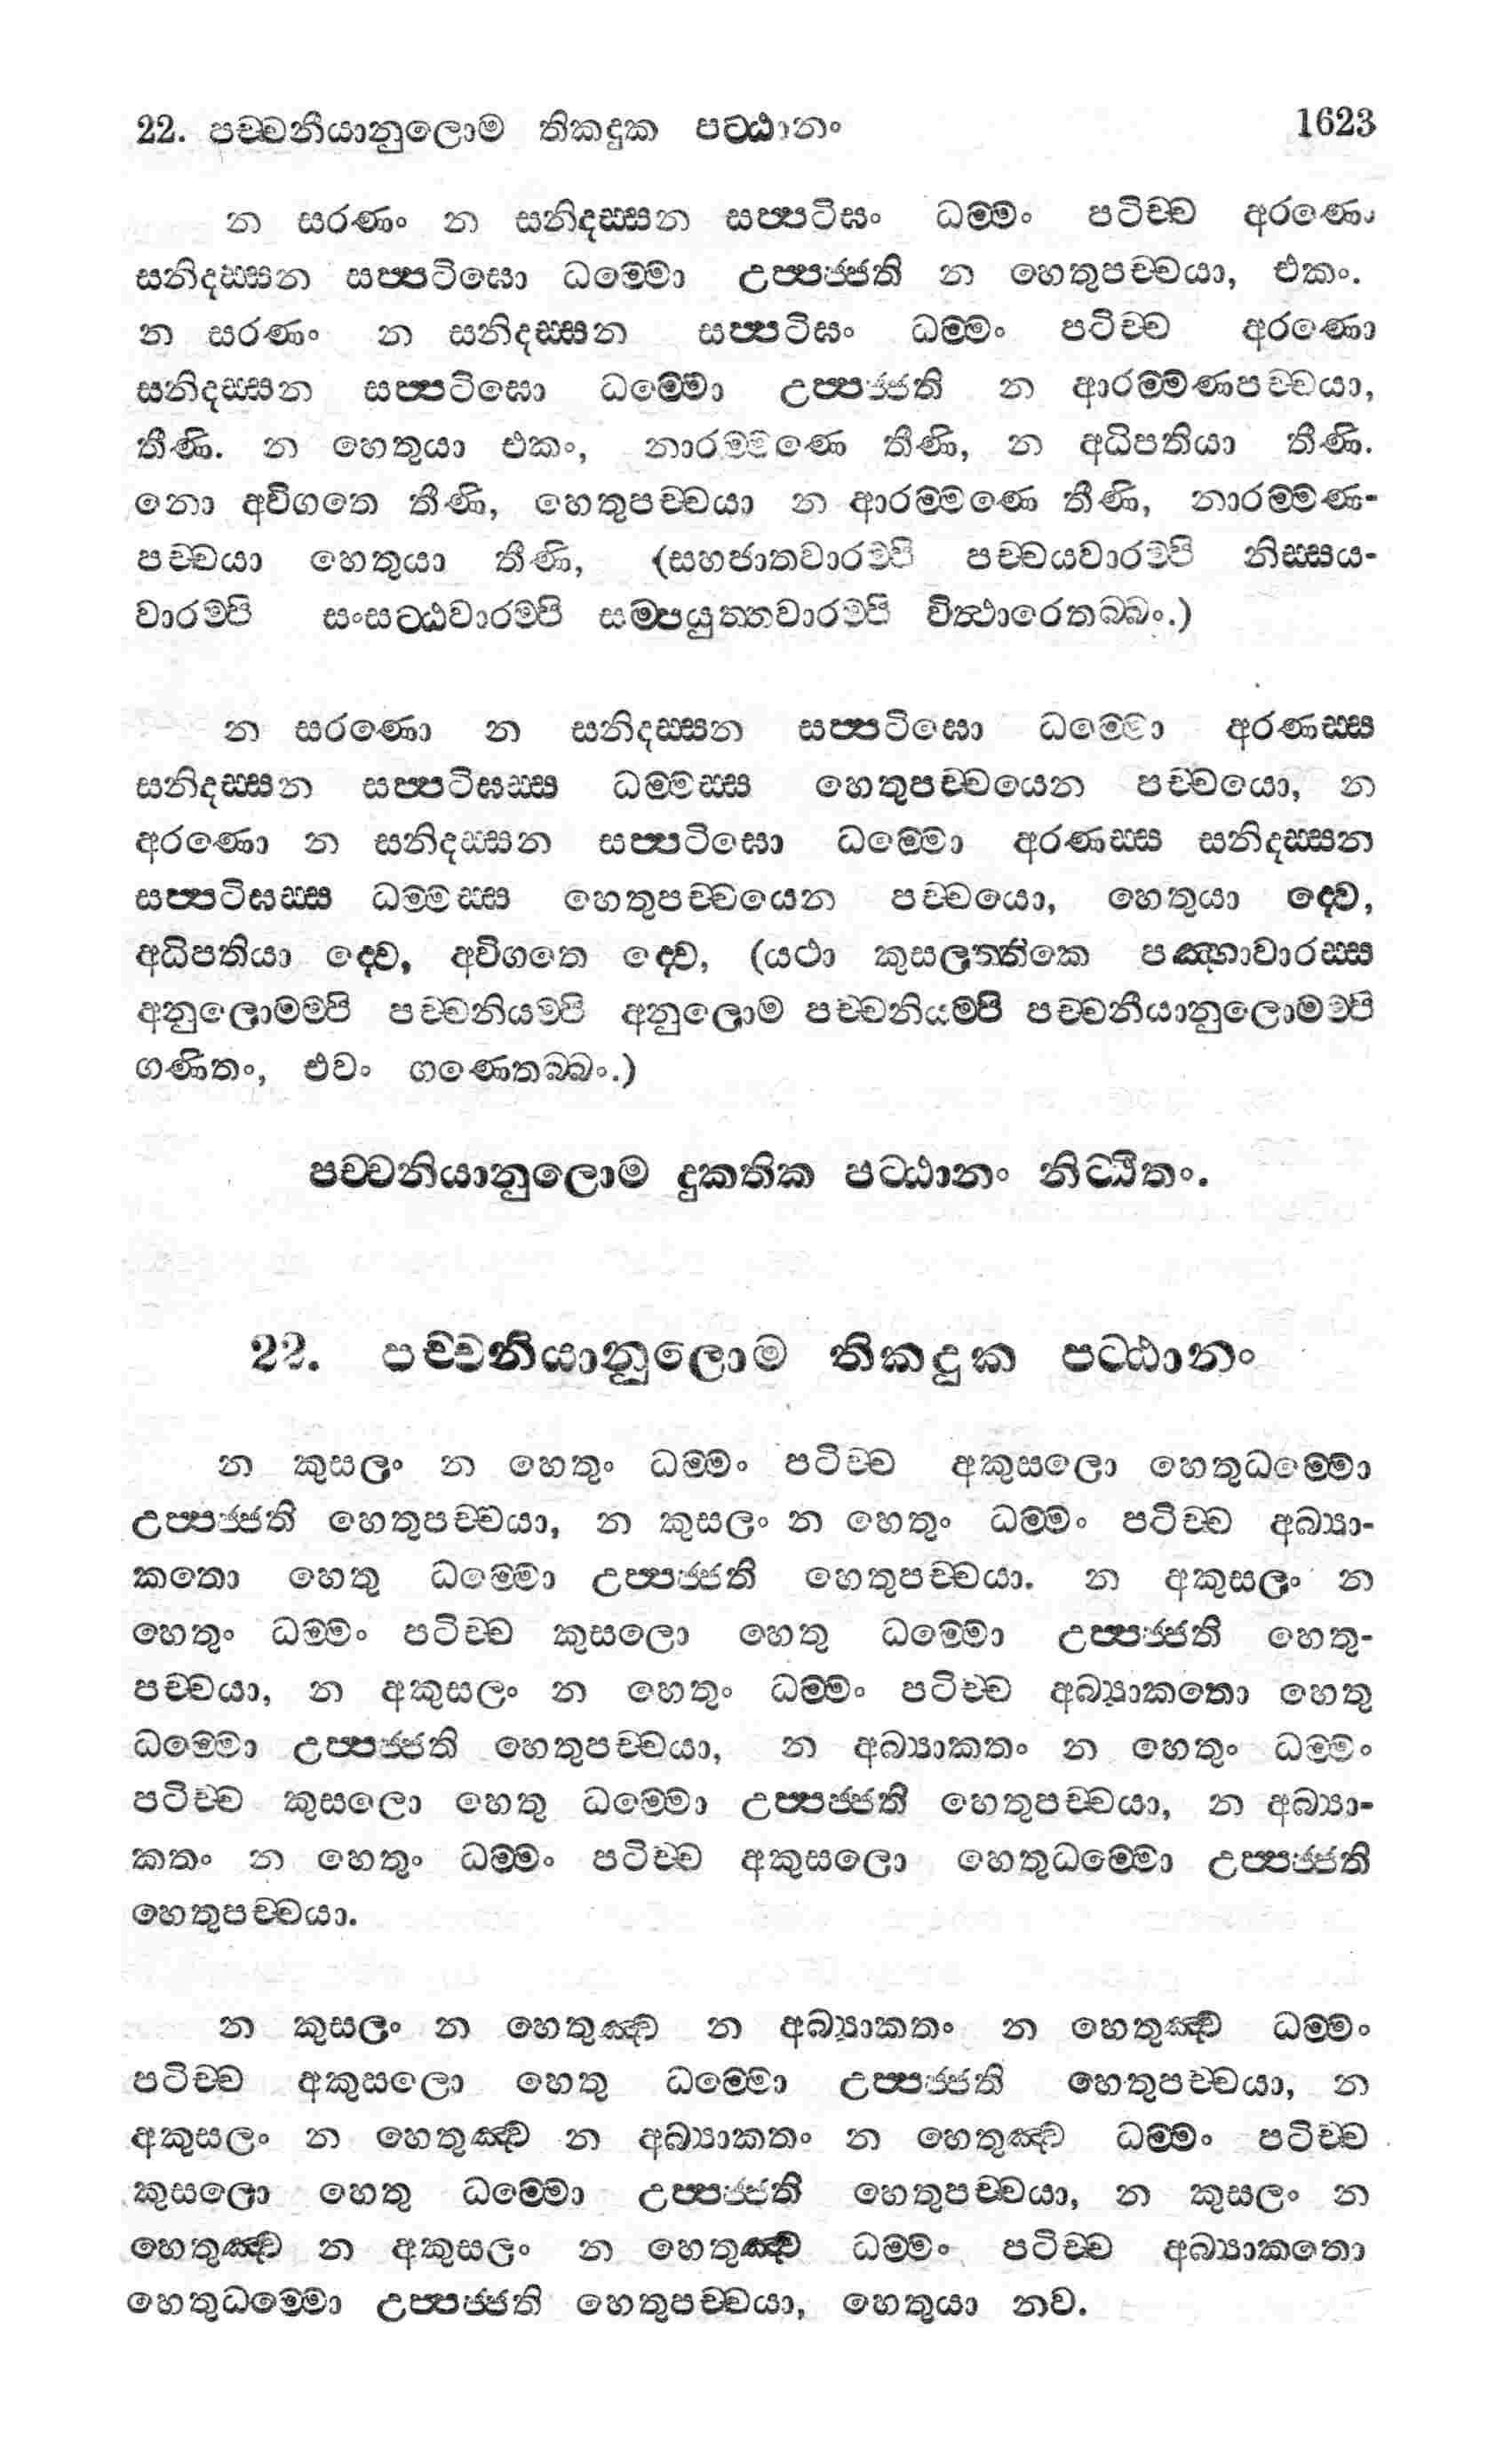 22. පච්චනීයානුලොම තිකදුක පට්ඨානං 1623
න සරණං න සනිදස්සන සප්පටිඝං ධම්මං පටිච්ච අරණො
සනිදස්සන සප්පටිඝො ධම්මො උප්පජ්ජති න හෙතුපච්චයා, එකං.
න සරණං න සනිදස්සන සප්පටිඝං ධම්මං පටිච්ච අරණො
සනිදස්සන සප්පටිඝො ධම්මො උප්පජ්ජති න ආරම්මණපච්චයා,
තීණි. න හෙතුයා එකං, නාරම්මණෙ තීණි, න අධිපතියා තීණි.
නො අවිගතෙ තීණි, හෙතුපච්චයා න ආරම්මණෙ තීණි, නාරම්මණ-
පච්චයා හෙතුයා තීණි, (සහජාතවාරම්පි පච්චයවාරම්පි නිස්සය-
වාරම්පි සංසට්ඨවාරම්පි සම්පයුත්තවාරම්පි විත්ථාරෙතබ්බං.)
න සරණො න සනිදස්සන සප්පටිඝො ධම්මො අරණස්ස
සනිදස්සන සප්පටිඝස්ස ධම්මස්ස හෙතුපච්චයෙන පච්චයො, න
අරණො න සනිදස්සන සප්පටිඝො ධම්මො අරණස්ස සනිදස්සන
සප්පටිඝස්ස ධම්මස්ස හෙතුපච්චයෙන පච්චයො, හෙතුයා ද්වෙ,
අධිපතියා ද්වෙ, අවිගතෙ ද්වෙ, (යථා කුසලත්තිකෙ පඤ්හාවාරස්ස
අනුලොමම්පි පච්චනියම්පි අනුලොම පච්චනියම්පි පච්චනීයානුලොමම්පි
ගණිතං, එවං ගණෙතබ්බං.)
පච්චනියානුලොම දුකතික පට්ඨානං නිට්ඨිතං.
22. පච්චනියානුලොම තිකදුක පට්ඨානං
න කුසලං න හෙතුං ධම්මං පටිච්ච අකුසලො හෙතුධම්මො
උප්පජ්ජති හෙතුපච්චයා, න කුසලං න හෙතුං ධම්මං පටිච්ච අබ්‍යා-
කතො හෙතු ධම්මො උප්පජ්ජති හෙතුපච්චයා. න අකුසලං න
හෙතුං ධම්මං පටිච්ච කුසලො හෙතු ධම්මො උප්පජ්ජති හෙතු-
පච්චයා, න අකුසලං න හෙතුං ධම්මං පටිච්ච අබ්‍යාකතො හෙතු
ධම්මො උප්පජ්ජති හෙතුපච්චයා, න අබ්‍යාකතං න හෙතුං ධම්මං
පටිච්ච කුසලො හෙතු ධම්මො උප්පජ්ජති හෙතුපච්චයා, න අබ්‍යා-
කතං න හෙතුං ධම්මං පටිච්ච අකුසලො හෙතුධම්මො උප්පජ්ජති
හෙතුපච්චයා.
න කුසලං න හෙතුඤ්ච න අබ්‍යාකතං න හෙතුඤ්ච ධම්මං
පටිච්ච අකුසලො හෙතු ධම්මො උප්පජ්ජති හෙතුපච්චයා, න
අකුසලං න හෙතුඤ්ච න අබ්‍යාකතං න හෙතුඤ්ච ධම්මං පටිච්ච
කුසලො හෙතු ධම්මො උප්පජ්ජති හෙතුපච්චයා, න කුසලං න
හෙතුඤ්ච න අකුසලං න හෙතුඤ්ච ධම්මං පටිච්ච අබ්‍යාකතො
හෙතුධම්මො උප්පජ්ජති හෙතුපච්චයා, හෙතුයා නව.